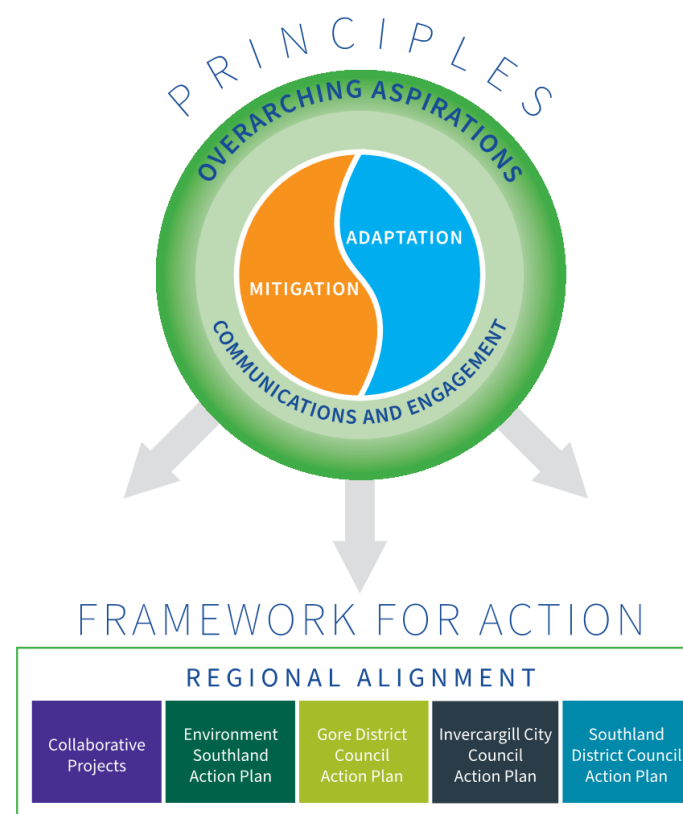 PRINCIPLES
OVERARCHING ASPIRATIONS
ADAPTATION
MITIGATION
COMMUNICATIONS AND ENGAGEMENT
FRAMEWORK FOR ACTION
REGIONAL ALIGNMENT
Collaborative
Projects
Environment
Southland
Action Plan
Gore District
Council
Action Plan
Invercargill City
Council
Action Plan
Southland
District Council
Action Plan